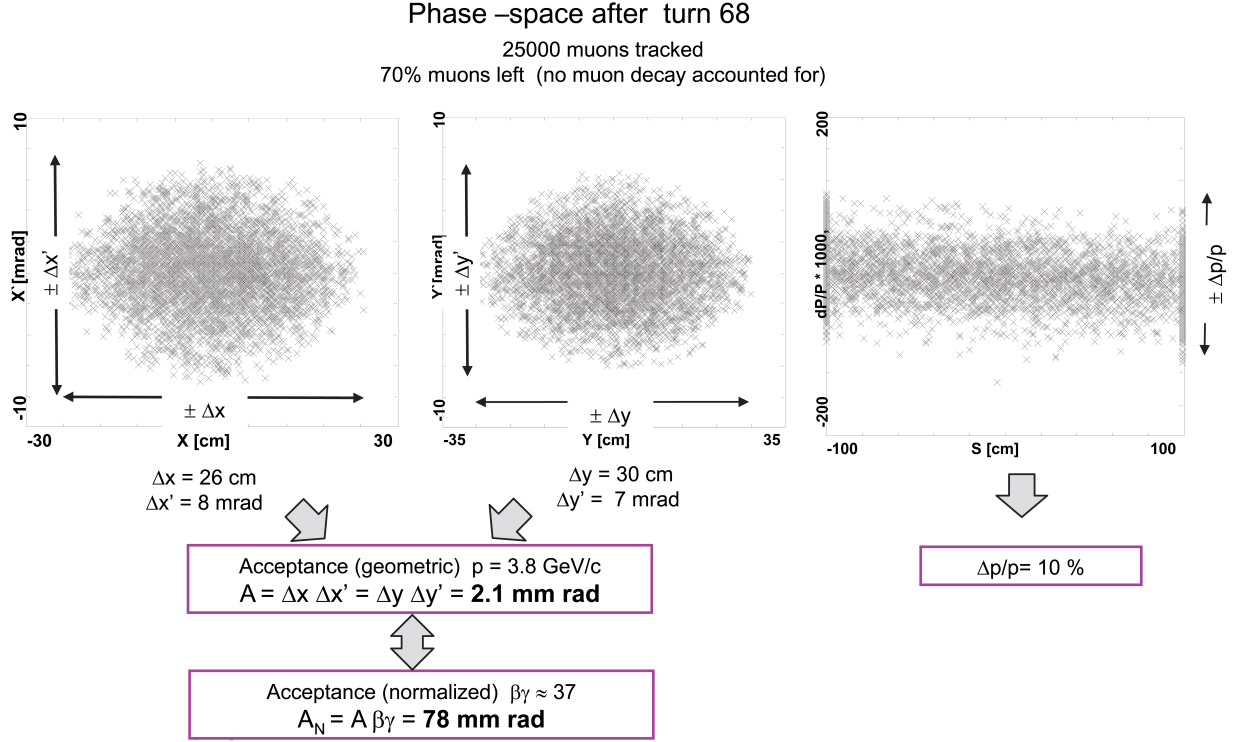 Phase –space after turn 68
25000 muons tracked
70% muons left (no muon decay accounted for)
10
X' [mrad]
-10
± Δx'
± Δx
-30
X [cm]
30
Δx = 26 cm
Δx' = 8 mrad
10
Y' [mrad]
-10
± Δy'
± Δy
-35
Y [cm]
35
Δy = 30 cm
Δy' = 7 mrad
200
dP/P * 1000,
-200
± Δp/p
-100
S [cm]
100
Acceptance (geometric) p = 3.8 GeV/c
A = Δx Δx' = Δy Δy' = 2.1 mm rad
Δp/p= 10 %
Acceptance (normalized) βγ ≈ 37
A_N = A βγ = 78 mm rad